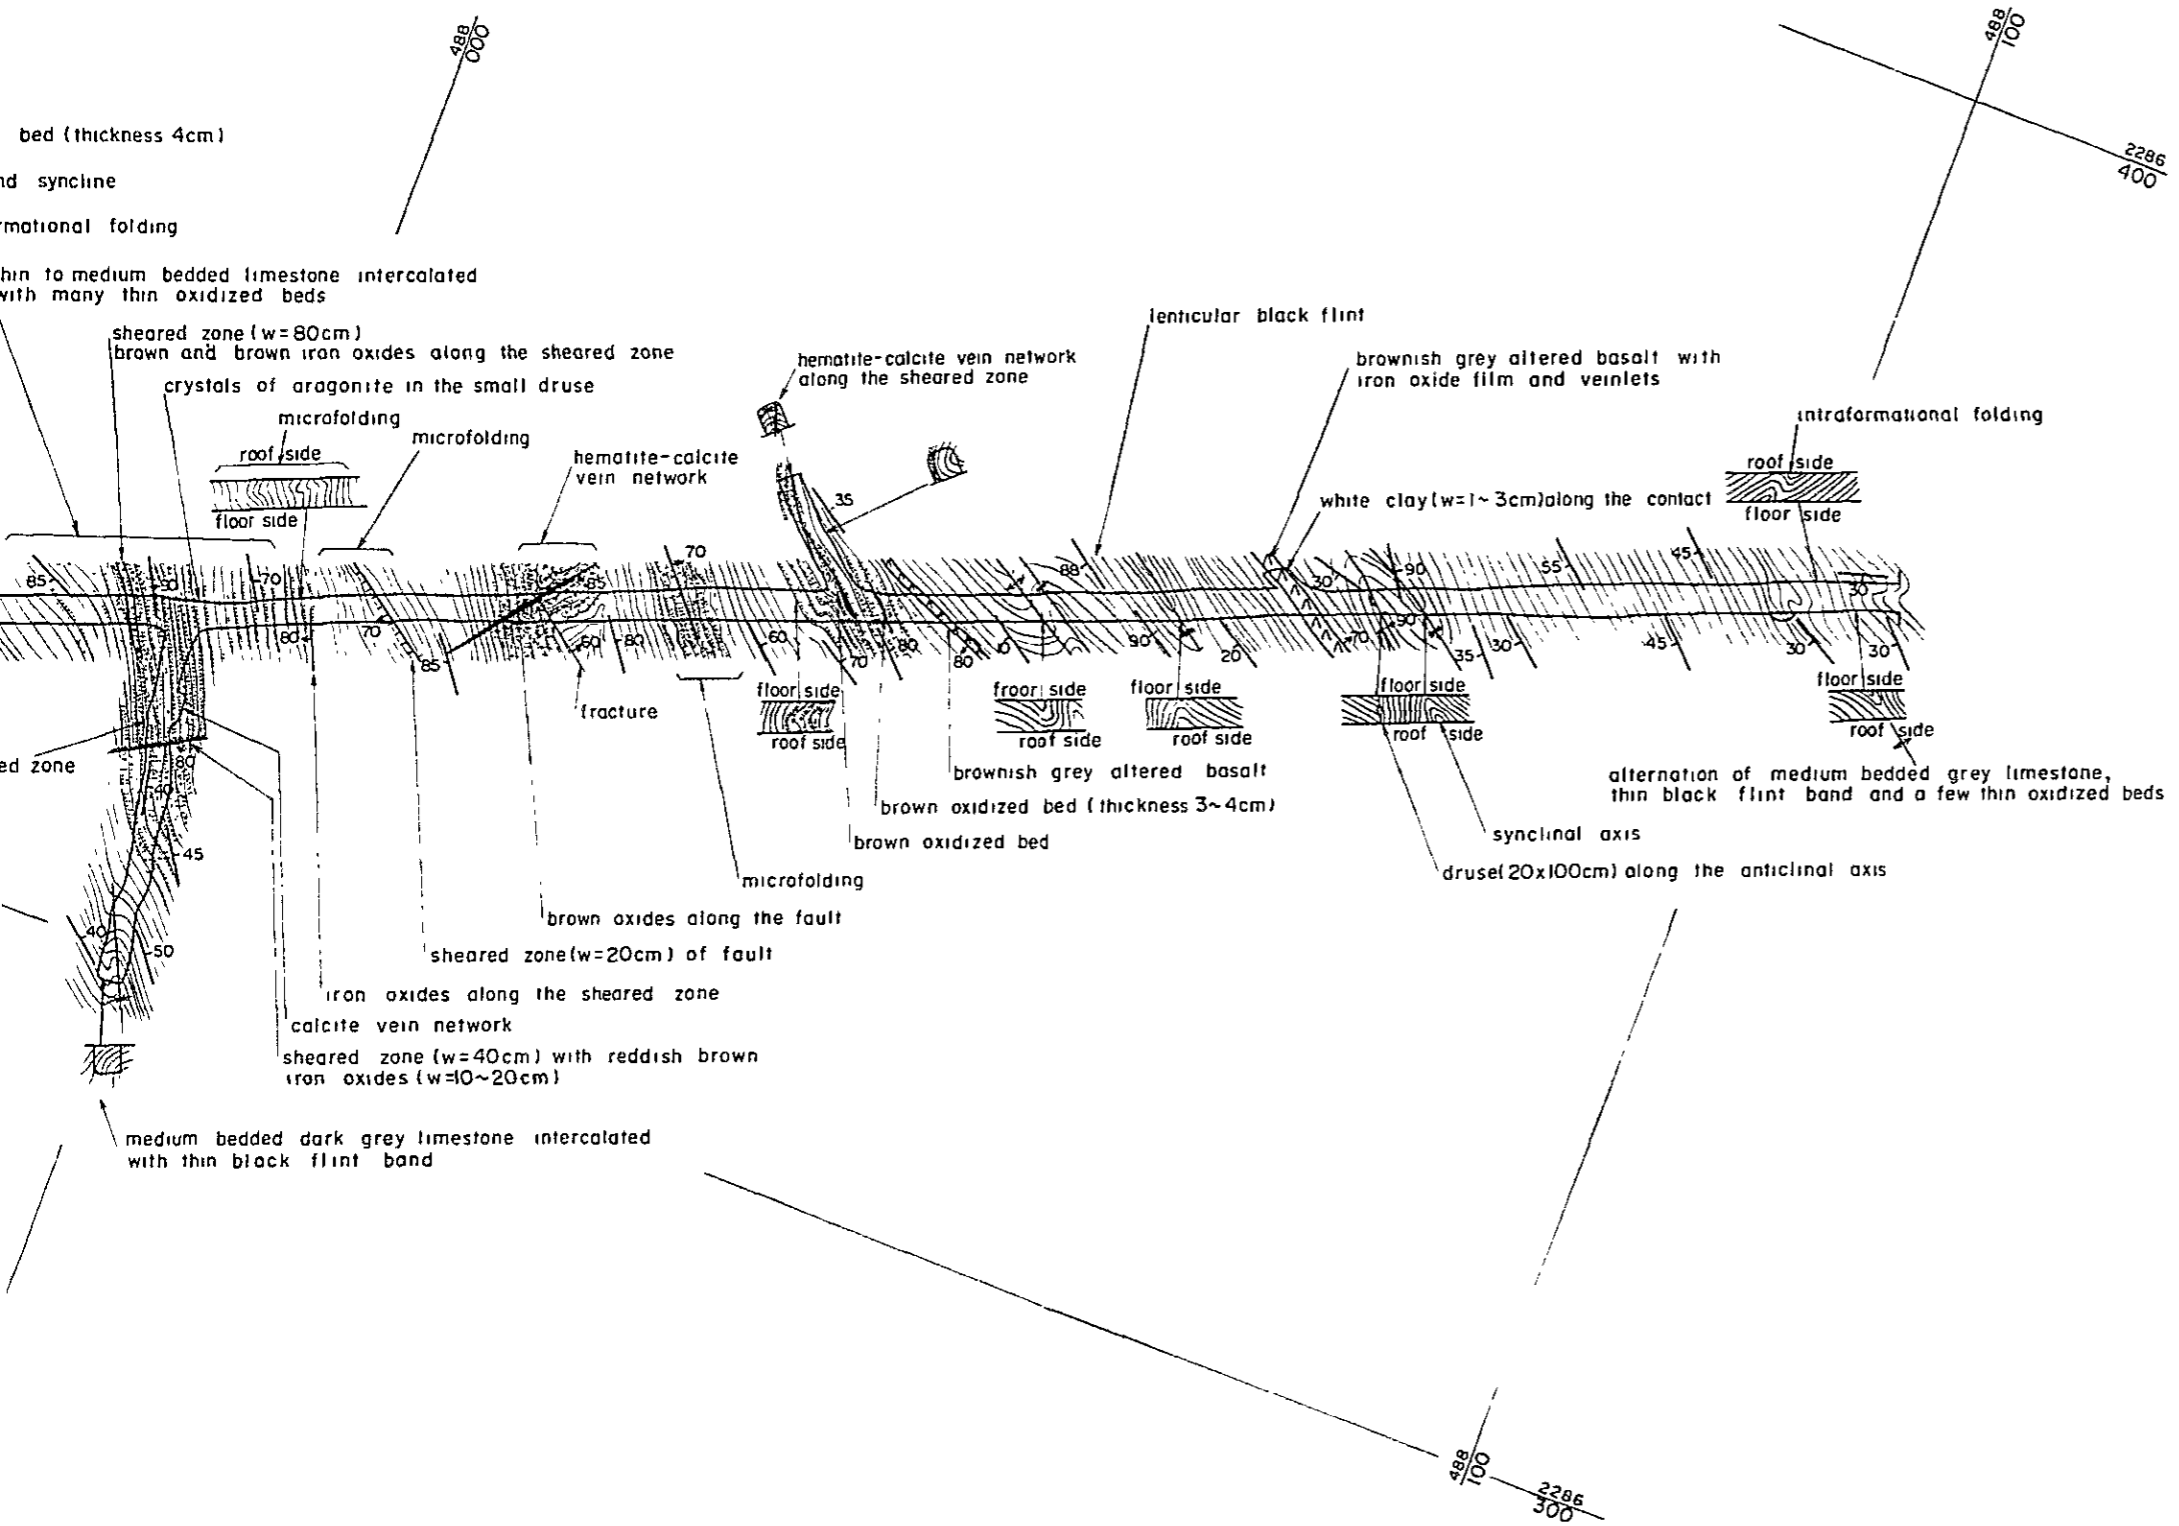 488
000
488
100
2286
400
bed (thickness 4cm)
nd syncline
rmational folding
hin to medium bedded limestone intercalated
with many thin oxidized beds
sheared zone (w=80cm)
brown and brown iron oxides along the sheared zone
crystals of aragonite in the small druse
microfolding
roof side
floor side
microfolding
hematite-calcite
vein network
hematite-calcite vein network
along the sheared zone
lenticular black flint
brownish grey altered basalt with
iron oxide film and veinlets
white clay (w=1~3cm) along the contact
intraformational folding
roof side
floor side
35
85
90
70
85
70
88
30
90
55
45
30
80
70
85
60
80
60
70
80
80
10
90
20
70
90
35
30
45
30
30
fracture
floor side
roof side
froor side
roof side
floor side
roof side
floor side
roof side
floor side
roof side
ed zone
80
40
45
40
50
brownish grey altered basalt
brown oxidized bed (thickness 3~4cm)
brown oxidized bed
microfolding
brown oxides along the fault
sheared zone (w=20cm) of fault
iron oxides along the sheared zone
calcite vein network
sheared zone (w=40cm) with reddish brown
iron oxides (w=10~20cm)
medium bedded dark grey limestone intercalated
with thin black flint band
alternation of medium bedded grey limestone,
thin black flint band and a few thin oxidized beds
synclinal axis
druse (20x100cm) along the anticlinal axis
488
100
2286
300